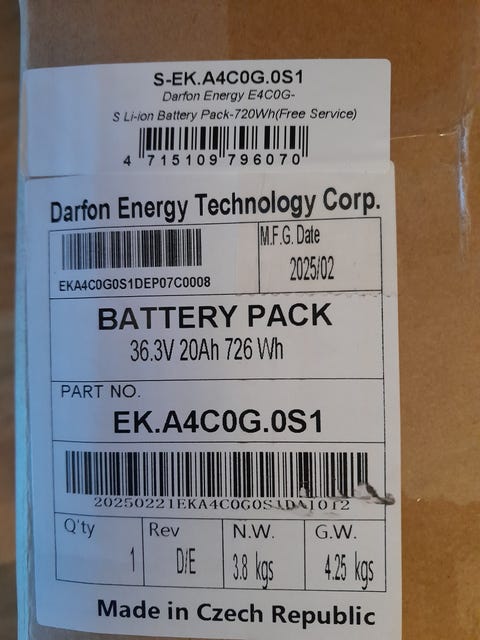 S-EK.A4C0G.0S1
Darfon Energy E4C0G-
S Li-ion Battery Pack-720Wh(Free Service)
4 715109 796070
Darfon Energy Technology Corp.
M.F.G. Date
2025/02
EKA4C0G0S1DEP07C0008
BATTERY PACK
36.3V 20Ah 726 Wh
PART NO.
EK.A4C0G.0S1
Q'ty
Rev
N.W.
G.W.
1
D/E
3.8 kgs
4.25 kgs
Made in Czech Republic